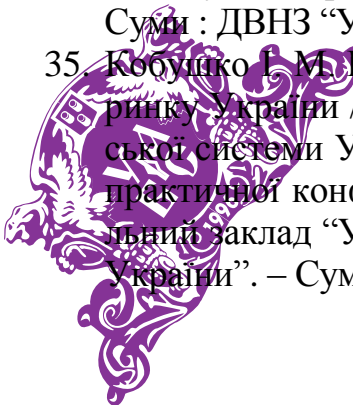 Суми : ДВНЗ “У
35. Кобушко І. М.
ринку України /
ської системи У
практичної конф
льний заклад “У
України”. – Сум